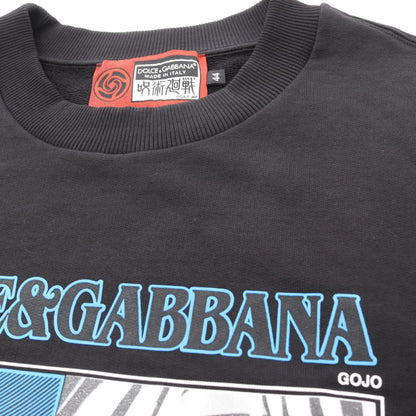 DOLCE & GABBANA
MADE IN ITALY
呪術廻戦
44
E&GABBANA
GOJO